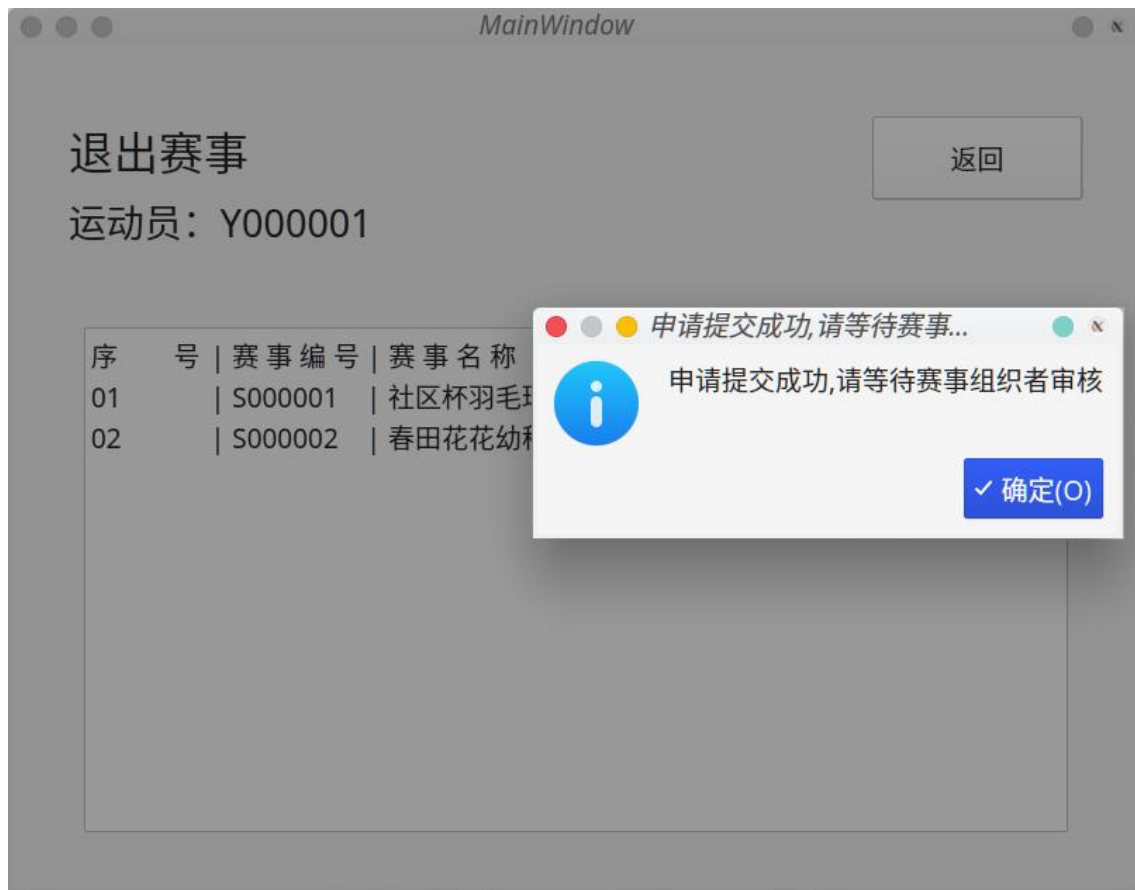 MainWindow
退出赛事
返回
运动员：Y000001
申请提交成功,请等待赛事...
申请提交成功,请等待赛事组织者审核
确定(O)
序 号 | 赛 事 编 号 | 赛 事 名 称
01 | S000001 | 社区杯羽毛
02 | S000002 | 春田花花幼